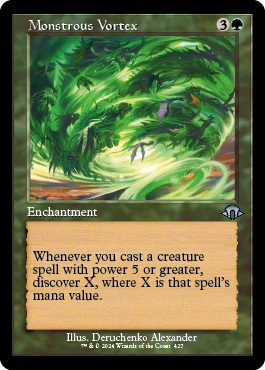 Monstrous Vortex 3
Enchantment
Whenever you cast a creature
spell with power 5 or greater,
discover X, where X is that spell's
mana value.
Illus. Deruchenko Alexander
™ & © 2024 Wizards of the Coast 427